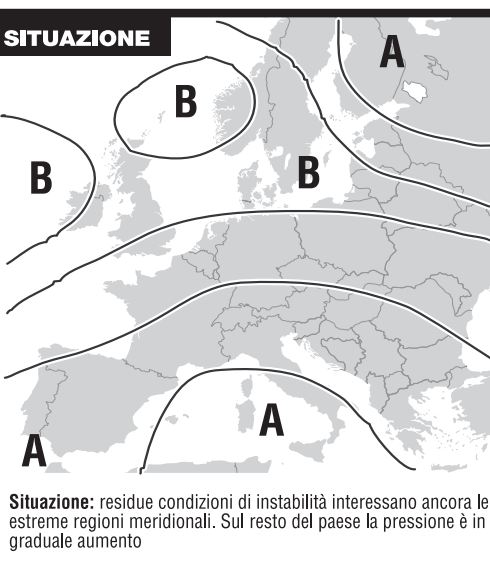 SITUAZIONE
A
B
B
B
A
A
Situazione: residue condizioni di instabilità interessano ancora le
estreme regioni meridionali. Sul resto del paese la pressione è in
graduale aumento